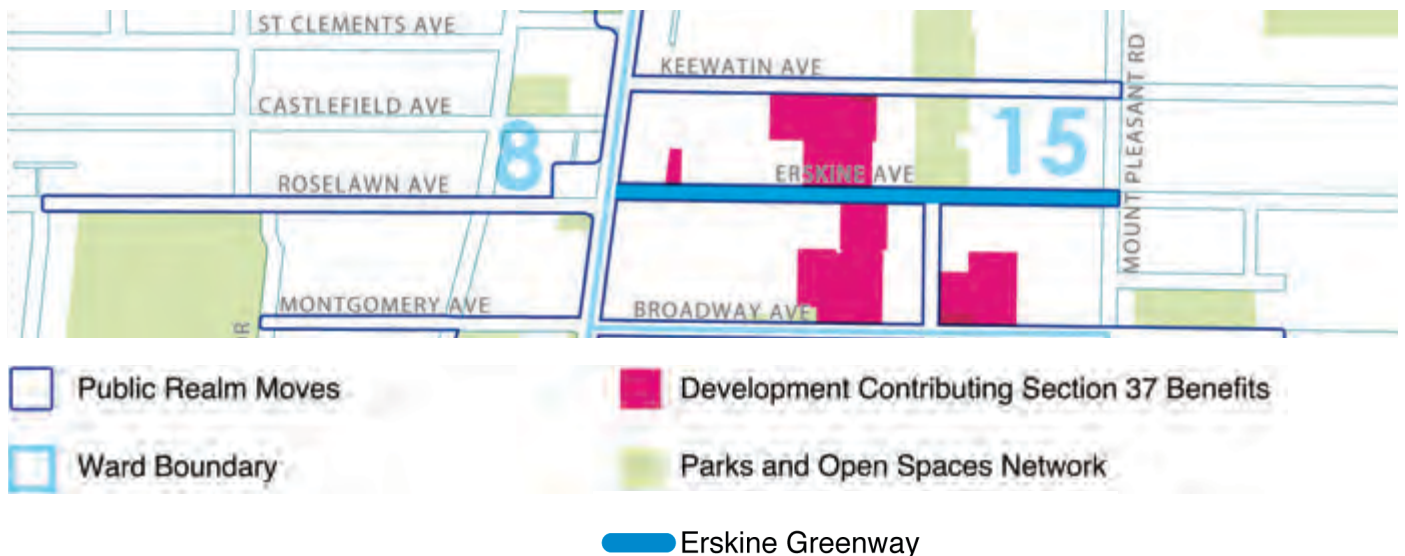 ST CLEMENTS AVE
KEEWATIN AVE
CASTLEFIELD AVE
MOUNT PLEASANT RD
8
15
ERSKINE AVE
ROSELAWN AVE
MONTGOMERY AVE
BROADWAY AVE
R
Public Realm Moves
Development Contributing Section 37 Benefits
Ward Boundary
Parks and Open Spaces Network
Erskine Greenway